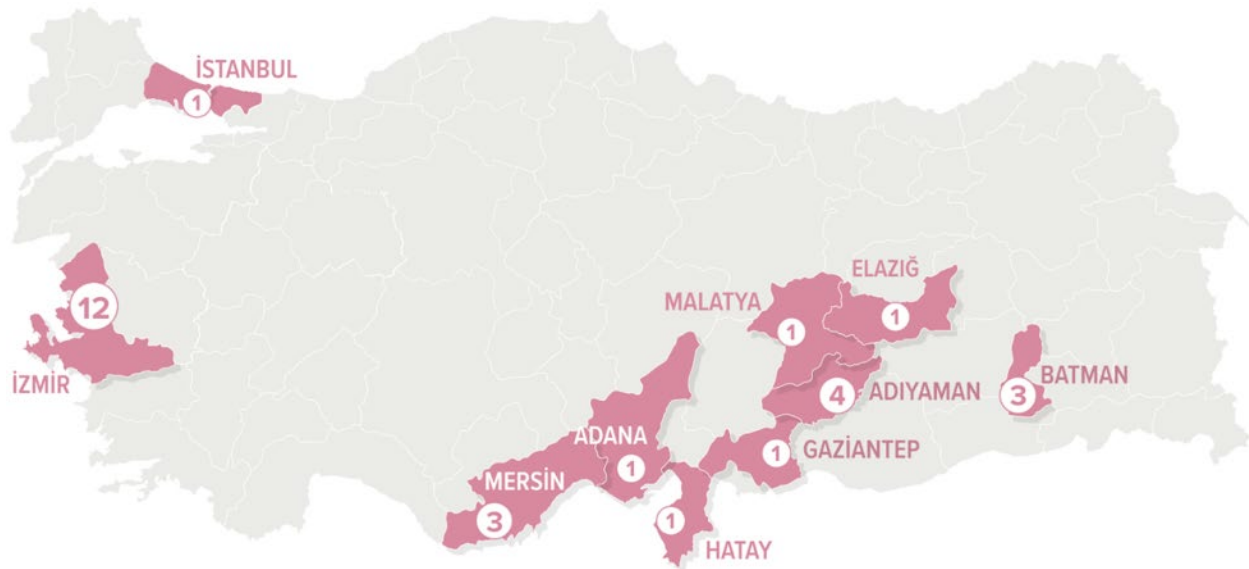 İSTANBUL
1
12
İZMİR
ELAZIĞ
1
MALATYA
1
BATMAN
3
ADIYAMAN
4
ADANA
1
GAZİANTEP
1
MERSİN
3
HATAY
1